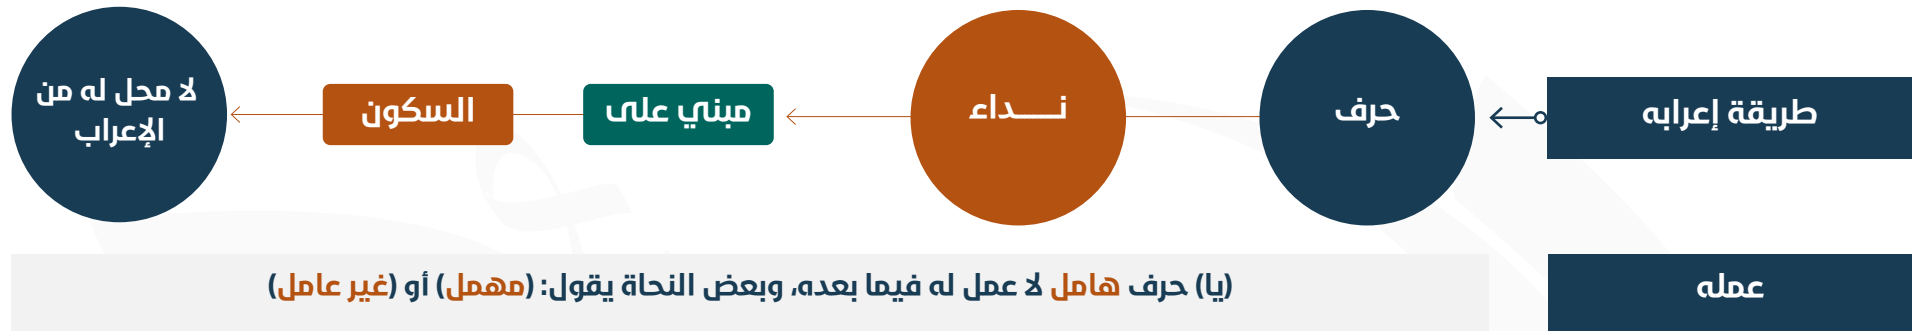 طريقة إعرابه
حرف
نـــداء
مبني على
السكون
لا محل له من
الإعراب
عمله
(يا) حرف هامل لا عمل له فيما بعده، وبعض النحاة يقول: (مهمل) أو (غير عامل)